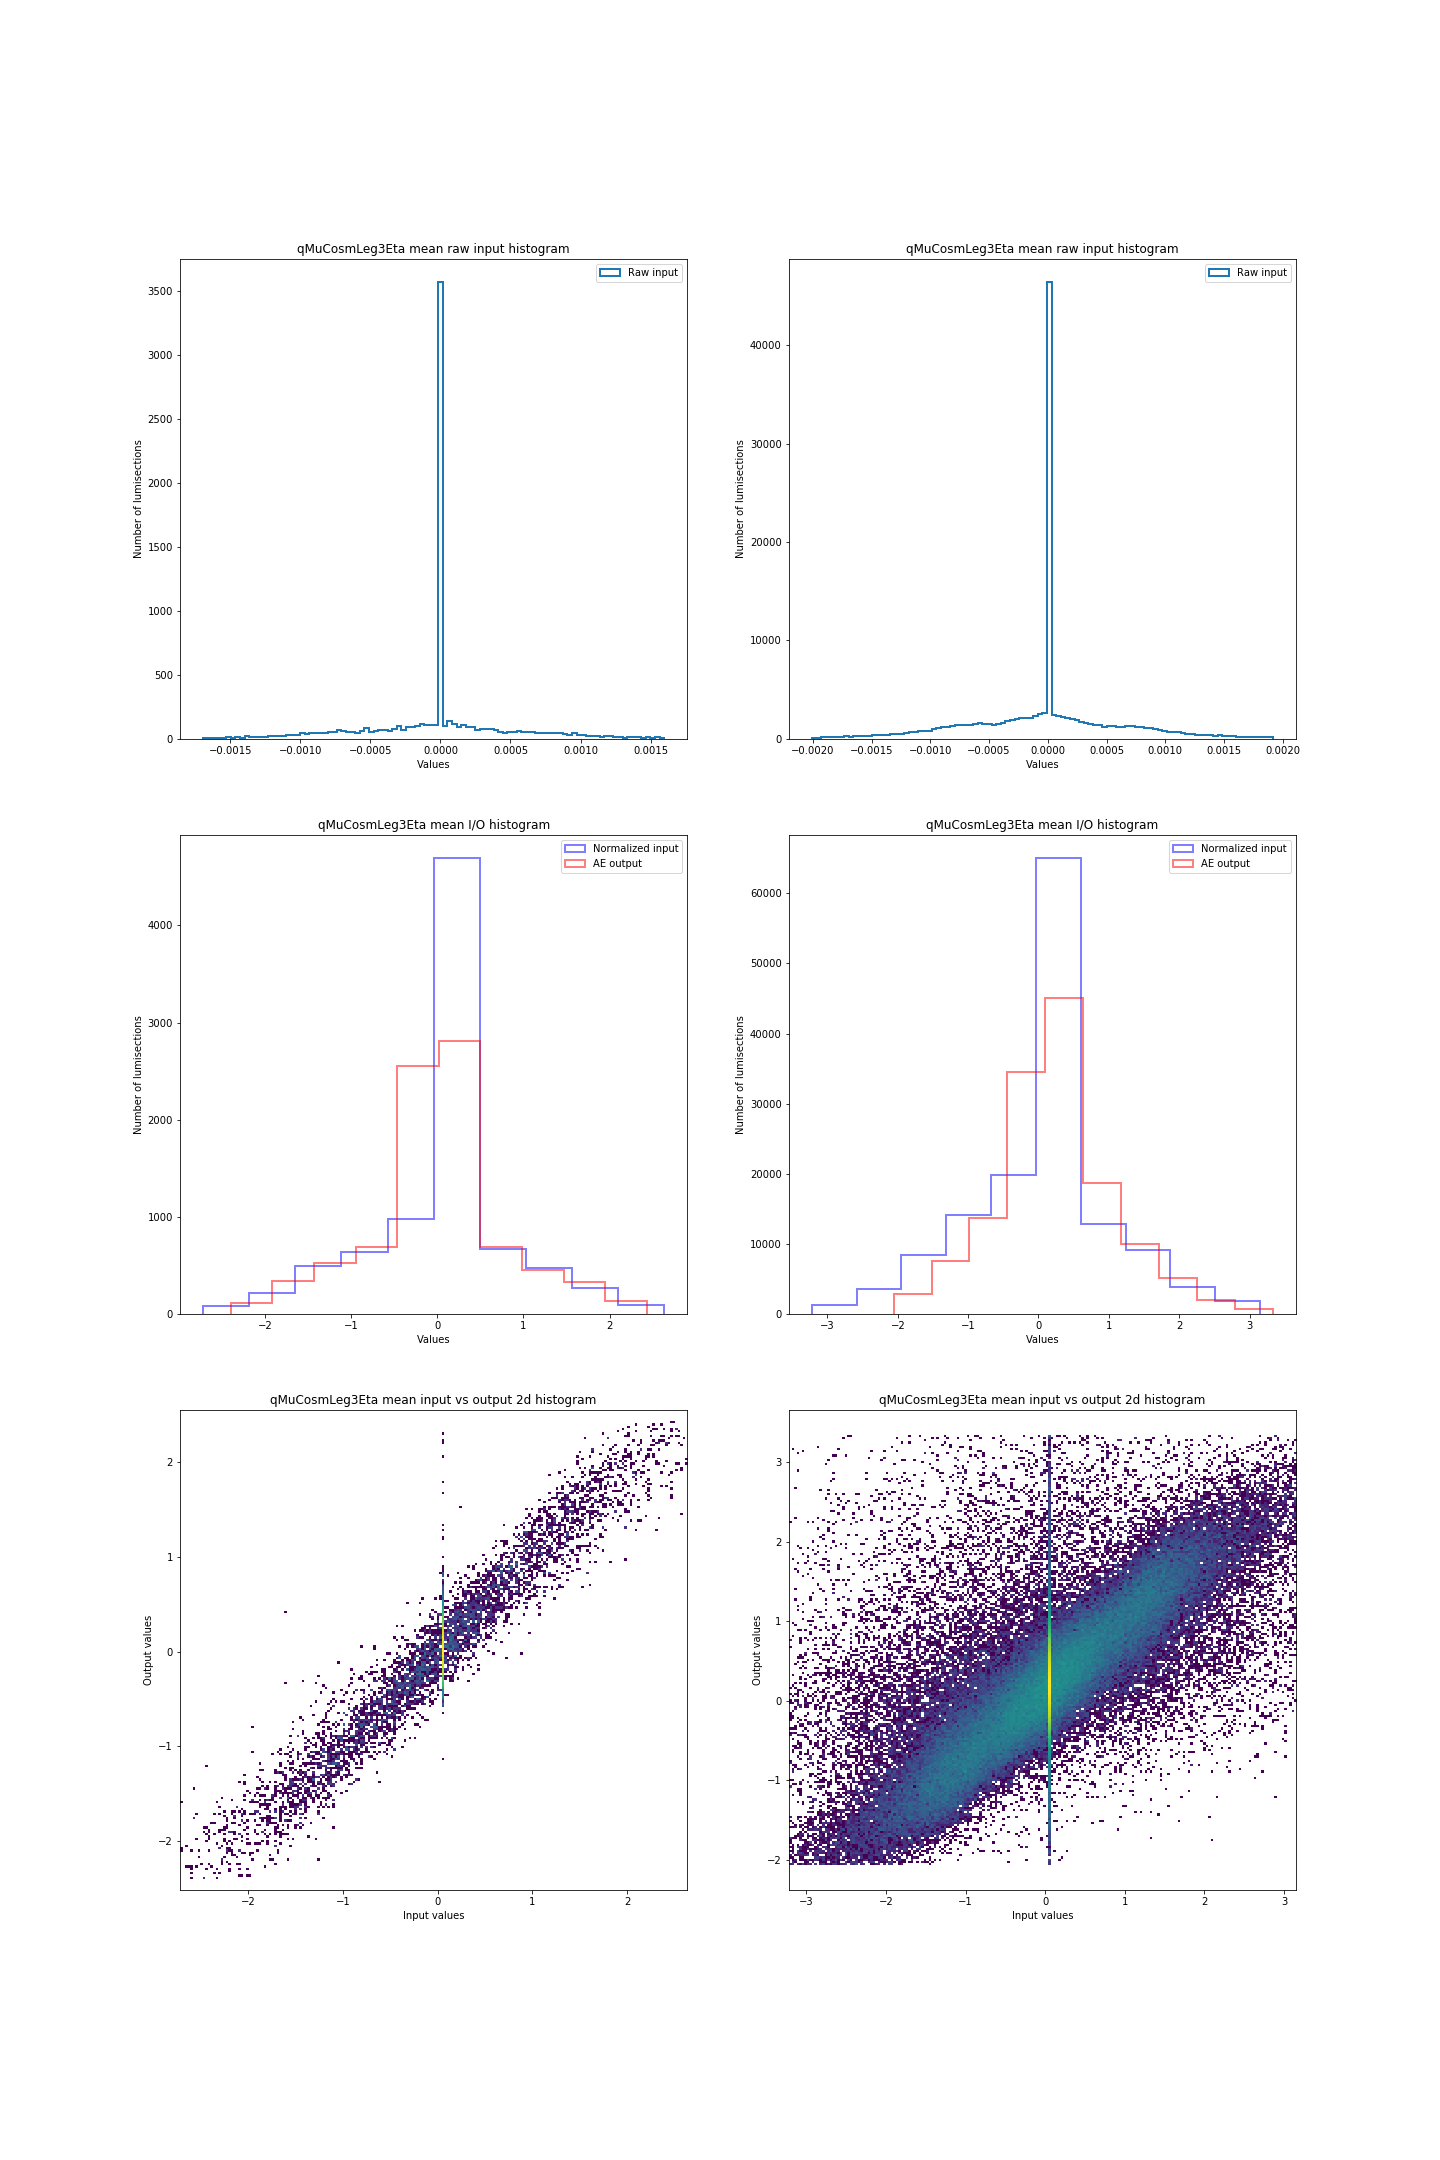 qMuCosmLeg3Eta mean raw input histogram
Raw input
3500
3000
2500
2000
1500
1000
500
0
Number of lumisections
−0.0015 −0.0010 −0.0005 0.0000 0.0005 0.0010 0.0015
Values
qMuCosmLeg3Eta mean raw input histogram
Raw input
40000
30000
20000
10000
0
Number of lumisections
−0.0020 −0.0015 −0.0010 −0.0005 0.0000 0.0005 0.0010 0.0015 0.0020
Values
qMuCosmLeg3Eta mean I/O histogram
Normalized input
AE output
4000
3000
2000
1000
0
Number of lumisections
−2 −1 0 1 2
Values
qMuCosmLeg3Eta mean I/O histogram
Normalized input
AE output
60000
50000
40000
30000
20000
10000
0
Number of lumisections
−3 −2 −1 0 1 2 3
Values
qMuCosmLeg3Eta mean input vs output 2d histogram
2
1
0
−1
−2
Output values
−2 −1 0 1 2
Input values
qMuCosmLeg3Eta mean input vs output 2d histogram
3
2
1
0
−1
−2
Output values
−3 −2 −1 0 1 2 3
Input values